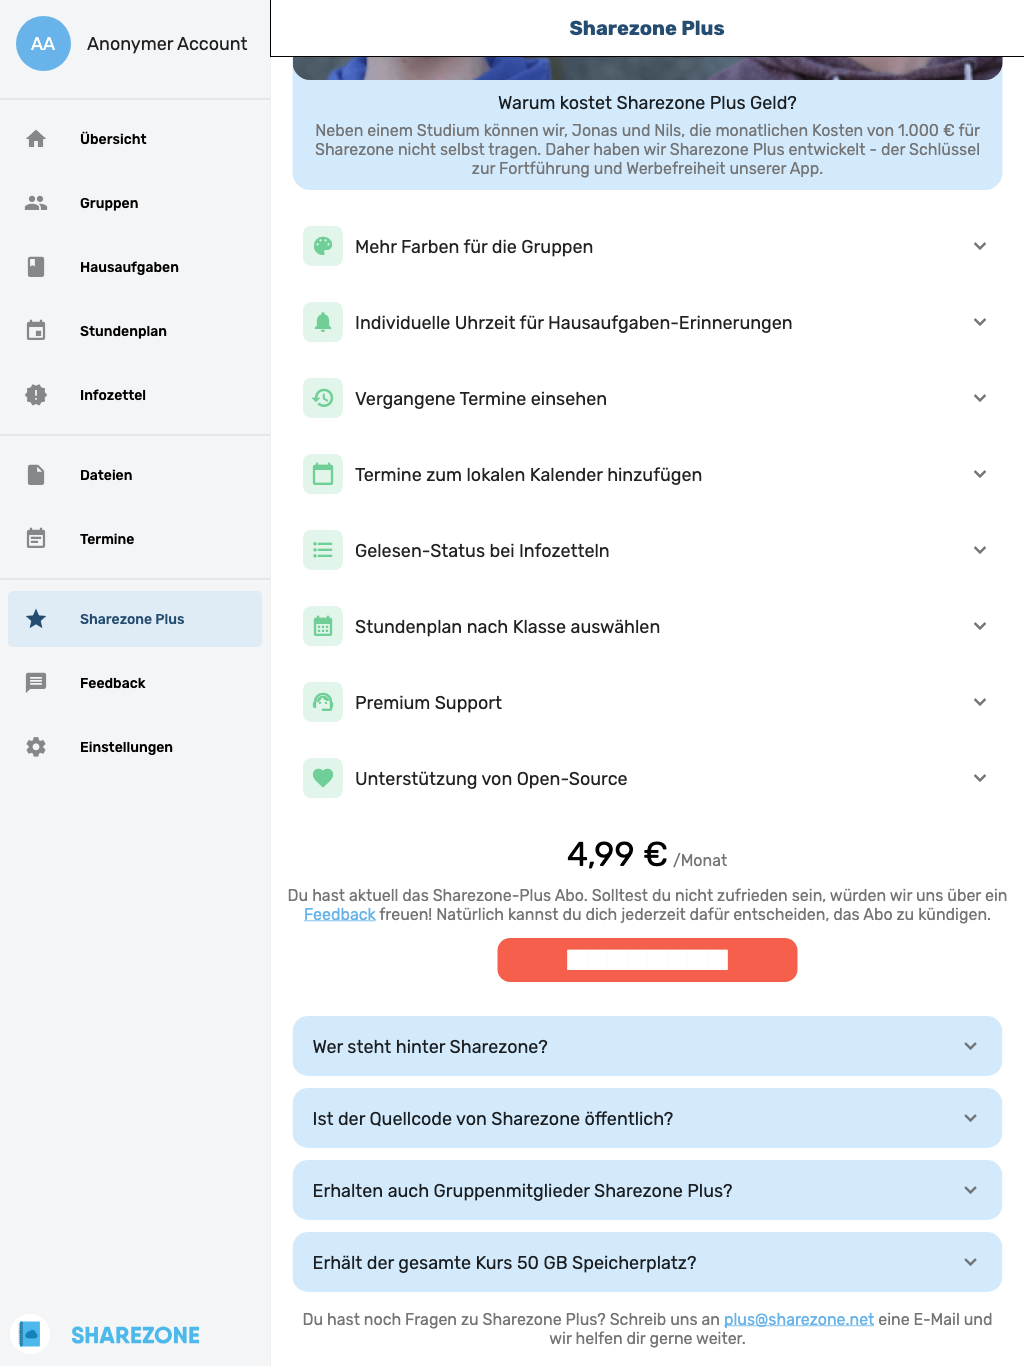 AA
Anonymer Account
Übersicht
Gruppen
Hausaufgaben
Stundenplan
Infozettel
Dateien
Termine
Sharezone Plus
Feedback
Einstellungen
SHAREZONE
Sharezone Plus
Warum kostet Sharezone Plus Geld?
Neben einem Studium können wir, Jonas und Nils, die monatlichen Kosten von 1.000 € für
Sharezone nicht selbst tragen. Daher haben wir Sharezone Plus entwickelt - der Schlüssel
zur Fortführung und Werbefreiheit unserer App.
Mehr Farben für die Gruppen
Individuelle Uhrzeit für Hausaufgaben-Erinnerungen
Vergangene Termine einsehen
Termine zum lokalen Kalender hinzufügen
Gelesen-Status bei Infozetteln
Stundenplan nach Klasse auswählen
Premium Support
Unterstützung von Open-Source
4,99 € /Monat
Du hast aktuell das Sharezone-Plus Abo. Solltest du nicht zufrieden sein, würden wir uns über ein
Feedback freuen! Natürlich kannst du dich jederzeit dafür entscheiden, das Abo zu kündigen.
Wer steht hinter Sharezone?
Ist der Quellcode von Sharezone öffentlich?
Erhalten auch Gruppenmitglieder Sharezone Plus?
Erhält der gesamte Kurs 50 GB Speicherplatz?
Du hast noch Fragen zu Sharezone Plus? Schreib uns an plus@sharezone.net eine E-Mail und
wir helfen dir gerne weiter.